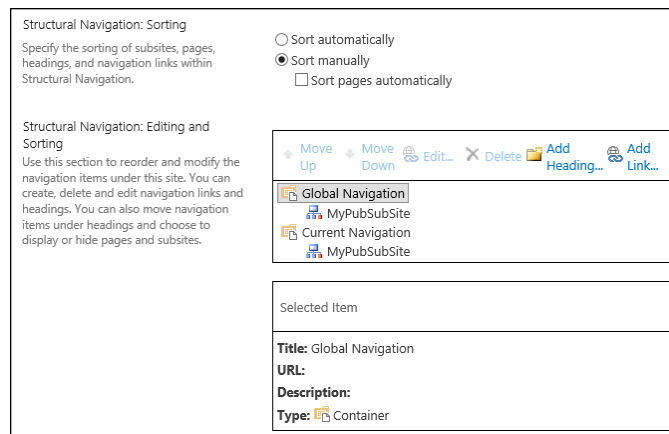 Structural Navigation: Sorting
Specify the sorting of subsites, pages,
headings, and navigation links within
Structural Navigation.
Sort automatically
Sort manually
Sort pages automatically
Structural Navigation: Editing and
Sorting
Use this section to reorder and modify the
navigation items under this site. You can
create, delete and edit navigation links and
headings. You can also move navigation
items under headings and choose to
display or hide pages and subsites.
Move Up
Move Down
Edit...
Delete
Add Heading...
Add Link...
Global Navigation
MyPubSubSite
Current Navigation
MyPubSubSite
Selected Item
Title: Global Navigation
URL:
Description:
Type: Container